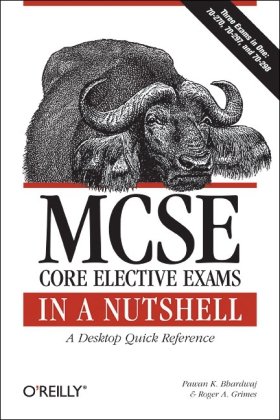 Three Exams in One:
70-270, 70-297, and 70-298
MCSE
CORE ELECTIVE EXAMS
IN A NUTSHELL
A Desktop Quick Reference
O'REILLY®
Pawan K. Bhardwaj
& Roger A. Grimes